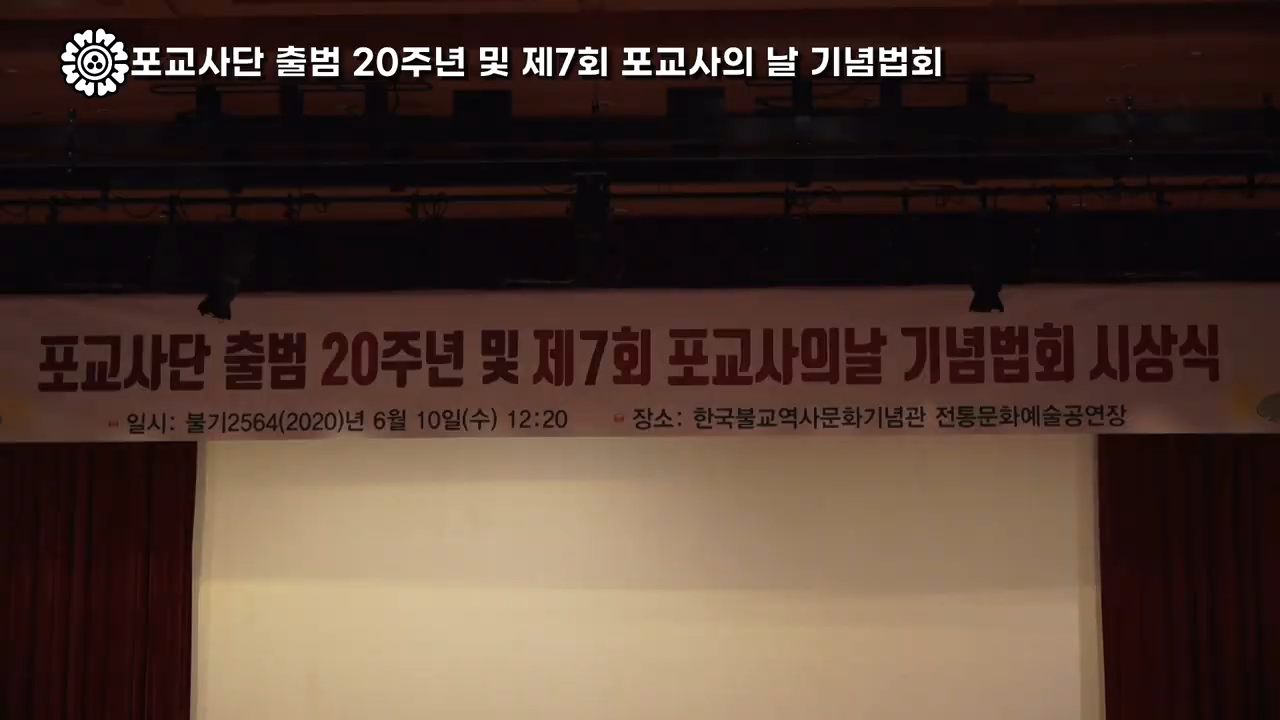 포교사단 출범 20주년 및 제7회 포교사의 날 기념법회
포교사단 출범 20주년 및 제7회 포교사의날 기념법회 시상식
일시: 불기2564(2020)년 6월 10일(수) 12:20 장소: 한국불교역사문화기념관 전통문화예술공연장